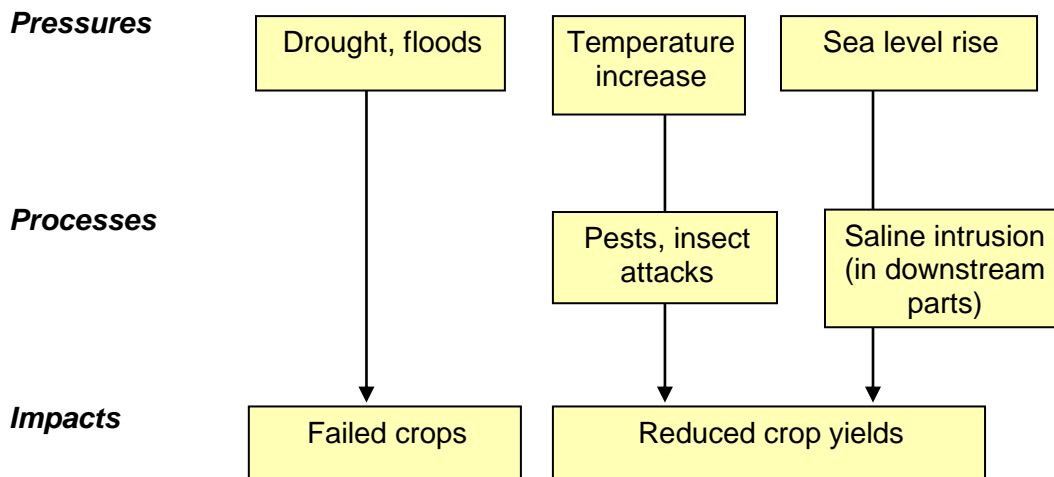 Pressures
Drought, floods
Temperature
increase
Sea level rise
Processes
Pests, insect
attacks
Saline intrusion
(in downstream
parts)
Impacts
Failed crops
Reduced crop yields